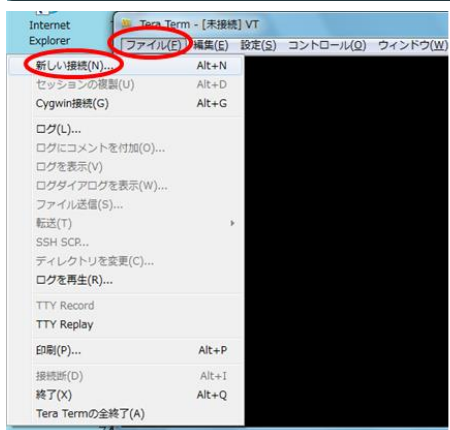 Internet
Explorer
Tera Term - [未接続] VT
ファイル(F) 編集(E) 設定(S) コントロール(O) ウィンドウ(W)
新しい接続(N)... Alt+N
セッションの複製(U) Alt+D
Cygwin接続(G) Alt+G
ログ(L)...
ログにコメントを付加(O)...
ログを表示(V)
ログダイアログを表示(W)...
ファイル送信(S)...
転送(T)
SSH SCP...
ディレクトリを変更(C)...
ログを再生(R)...
TTY Record
TTY Replay
印刷(P)... Alt+P
接続断(D) Alt+I
終了(X) Alt+Q
Tera Termの全終了(A)